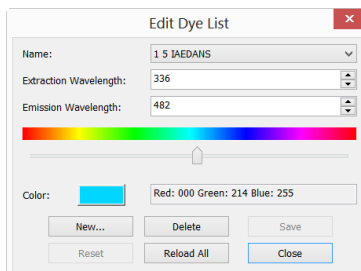 Edit Dye List
x
Name: 1 5 IAEDANS
Extraction Wavelength: 336
Emission Wavelength: 482
Color: Red: 000 Green: 214 Blue: 255
New... Delete Save
Reset Reload All Close